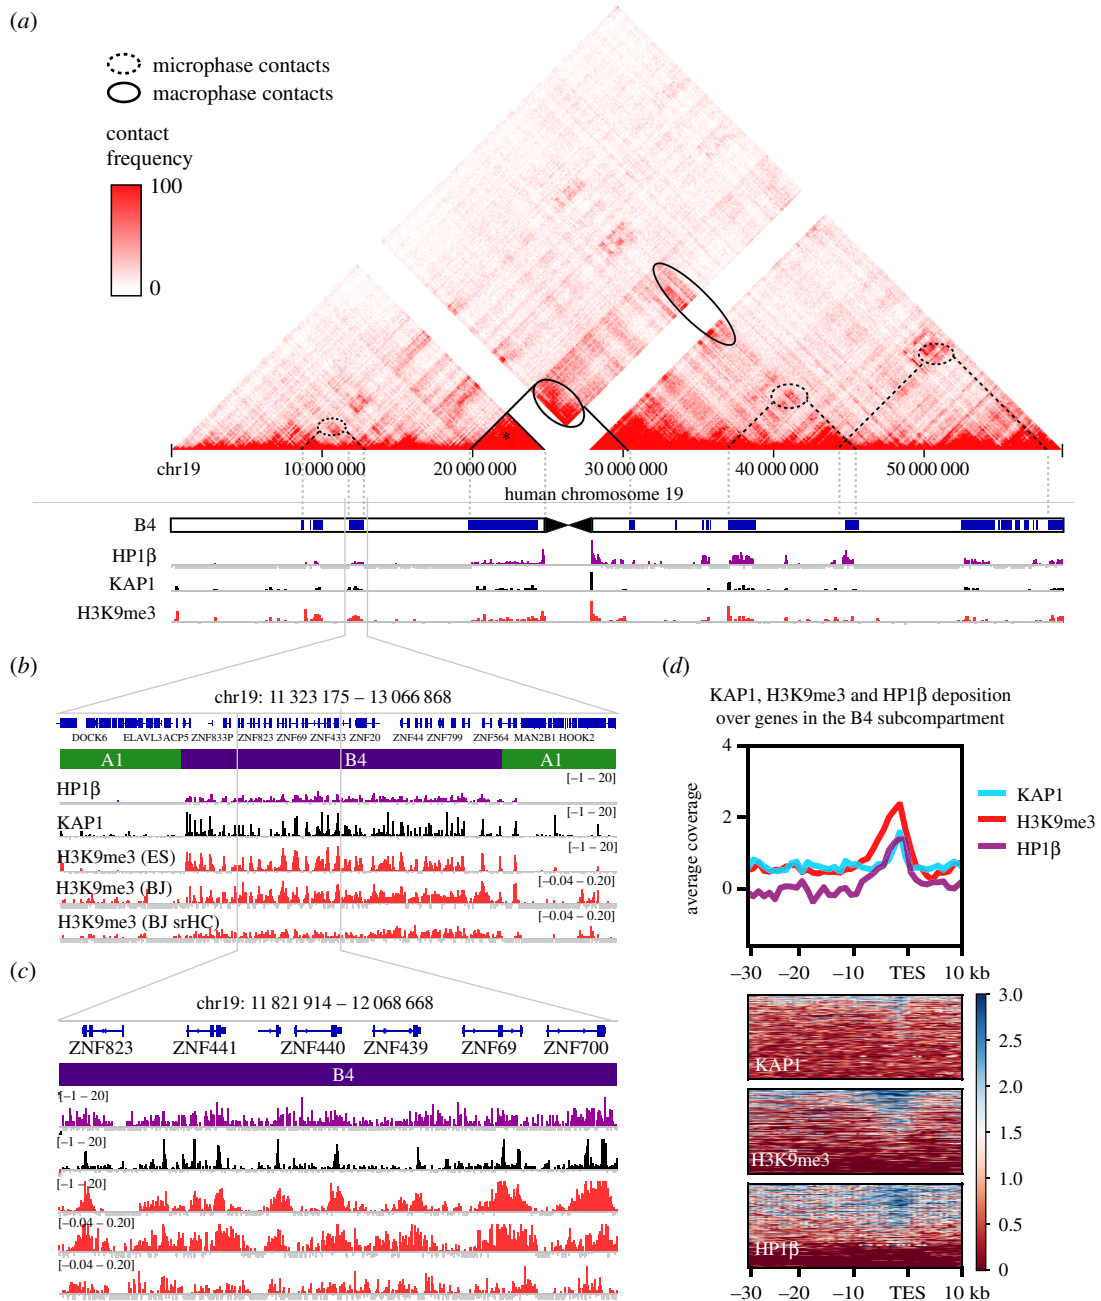 (a)
microphase contacts
macrophase contacts
contact
frequency
100
0
*
chr19
10 000 000
20 000 000
30 000 000
40 000 000
50 000 000
human chromosome 19
B4
HP1β
KAP1
H3K9me3
(b)
chr19: 11 323 175 – 13 066 868
DOCK6 ELAVL3 ACP5 ZNF833P ZNF823 ZNF69 ZNF433 ZNF20 ZNF44 ZNF799 ZNF564 MAN2B1 HOOK2
A1 B4 A1
HP1β [–1 – 20]
KAP1 [–1 – 20]
H3K9me3 (ES) [–1 – 20]
H3K9me3 (BJ) [–0.04 – 0.20]
H3K9me3 (BJ srHC) [–0.04 – 0.20]
(c)
chr19: 11 821 914 – 12 068 668
ZNF823 ZNF441 ZNF440 ZNF439 ZNF69 ZNF700
B4
[–1 – 20]
[–1 – 20]
[–1 – 20]
[–0.04 – 0.20]
[–0.04 – 0.20]
(d)
KAP1, H3K9me3 and HP1β deposition
over genes in the B4 subcompartment
average coverage
4
2
0
–30 –20 –10 TES 10 kb
KAP1
H3K9me3
HP1β
KAP1
H3K9me3
HP1β
–30 –20 –10 TES 10 kb
3.0
2.0
1.5
1.0
0.5
0